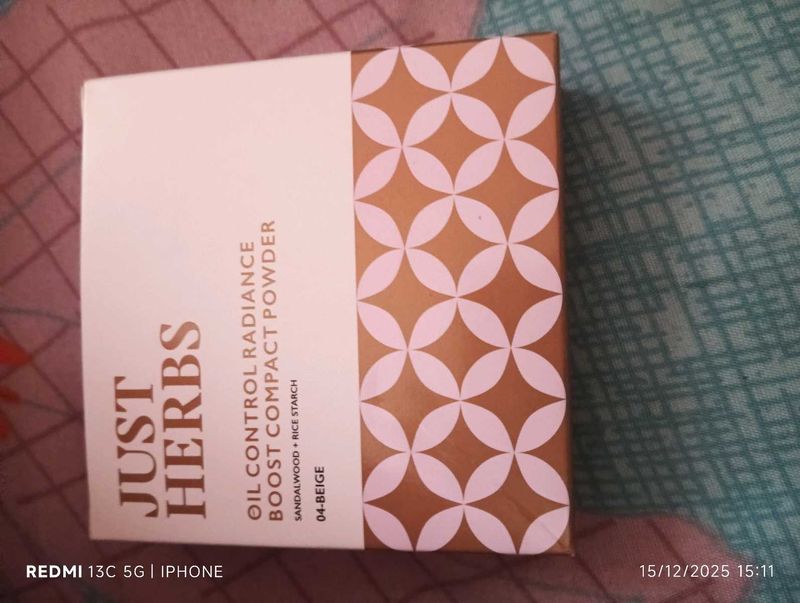 JUST
HERBS
OIL CONTROL RADIANCE
BOOST COMPACT POWDER
SANDALWOOD + RICE STARCH
04-BEIGE
REDMI 13C 5G | IPHONE
15/12/2025 15:11